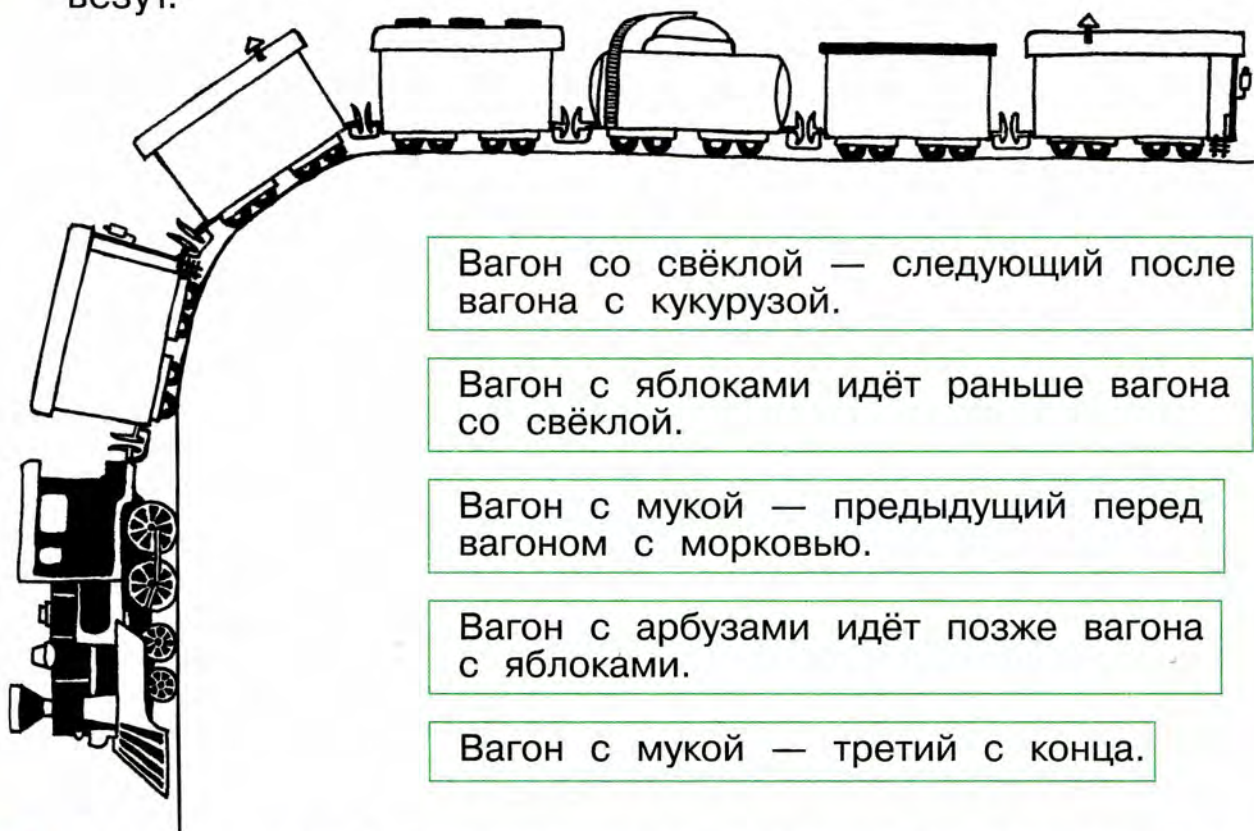 везут.
Вагон со свёклой — следующий после
вагона с кукурузой.
Вагон с яблоками идёт раньше вагона
со свёклой.
Вагон с мукой — предыдущий перед
вагоном с морковью.
Вагон с арбузами идёт позже вагона
с яблоками.
Вагон с мукой — третий с конца.